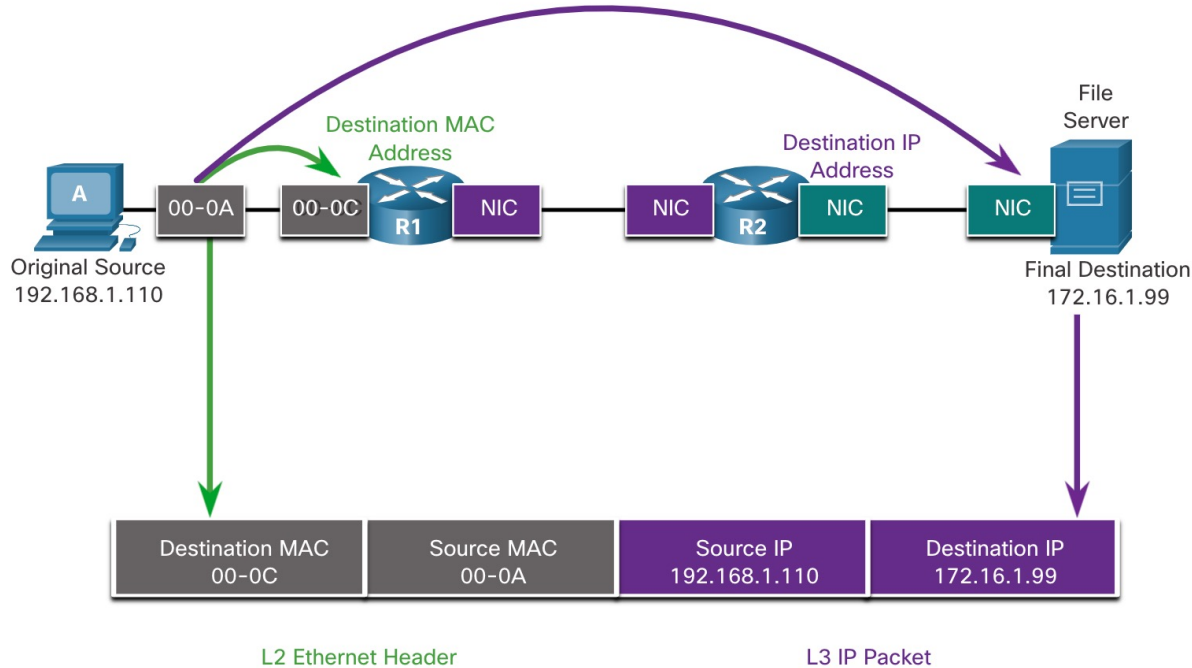 File
Server
Destination MAC
Address
Destination IP
Address
A
00-0A
00-0C
R1
NIC
NIC
R2
NIC
NIC
Original Source
192.168.1.110
Final Destination
172.16.1.99
Destination MAC
00-0C
Source MAC
00-0A
Source IP
192.168.1.110
Destination IP
172.16.1.99
L2 Ethernet Header
L3 IP Packet